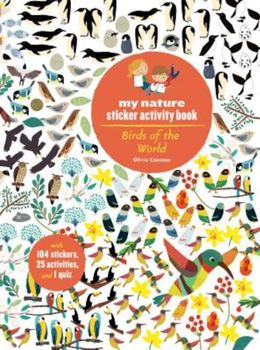 my nature
sticker activity book
Birds of the
World
Olivia Cosneau
with
104 stickers,
25 activities,
and 1 quiz